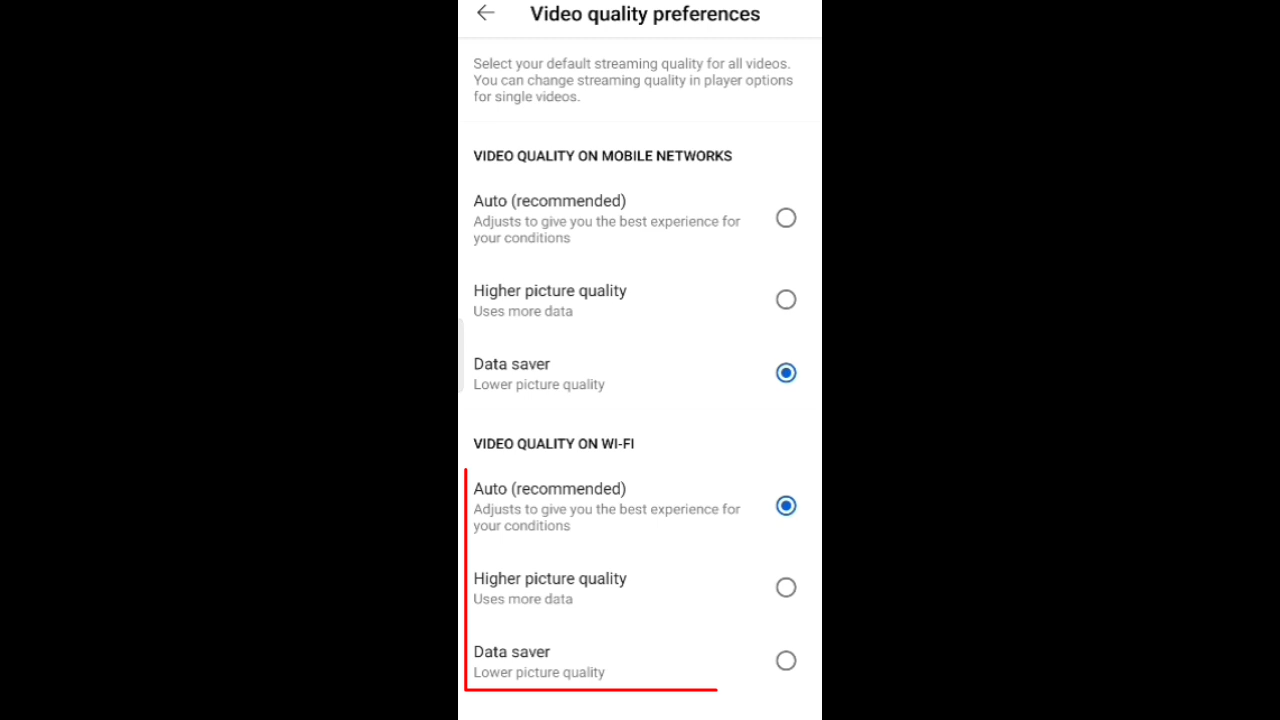 Video quality preferences
Select your default streaming quality for all videos.
You can change streaming quality in player options
for single videos.
VIDEO QUALITY ON MOBILE NETWORKS
Auto (recommended)
Adjusts to give you the best experience for
your conditions
Higher picture quality
Uses more data
Data saver
Lower picture quality
VIDEO QUALITY ON WI-FI
Auto (recommended)
Adjusts to give you the best experience for
your conditions
Higher picture quality
Uses more data
Data saver
Lower picture quality